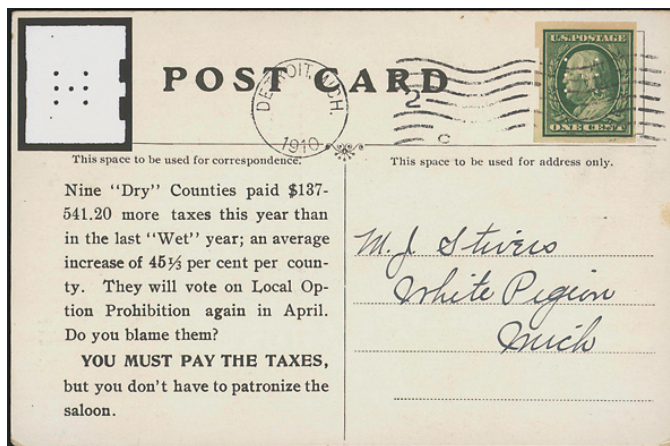 POST CARD
DETROIT, MICH.
1910
2
C
U.S. POSTAGE
ONE CENT
This space to be used for correspondence.
This space to be used for address only.
Nine "Dry" Counties paid $137-
541.20 more taxes this year than
in the last "Wet" year; an average
increase of 45⅓ per cent per coun-
ty. They will vote on Local Op-
tion Prohibition again in April.
Do you blame them?
YOU MUST PAY THE TAXES,
but you don't have to patronize the
saloon.
M. J. Stivers
White Pigeon
Mich